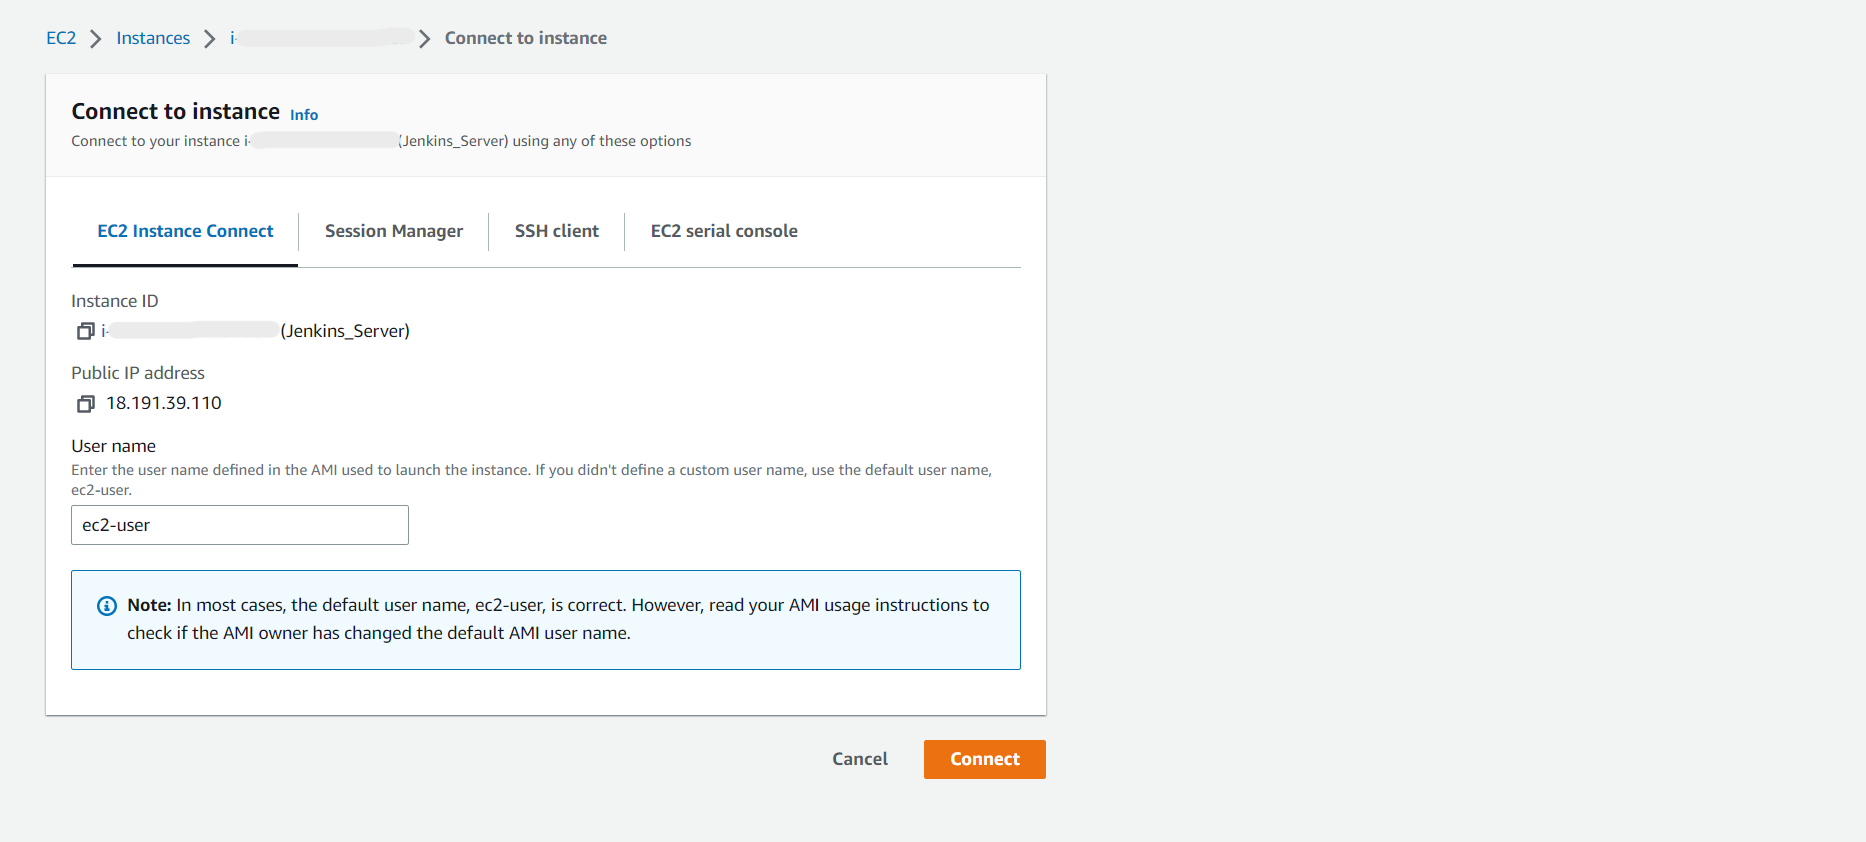 EC2 Instances i- Connect to instance
Connect to instance Info
Connect to your instance i- (Jenkins_Server) using any of these options
EC2 Instance Connect Session Manager SSH client EC2 serial console
Instance ID
i- (Jenkins_Server)
Public IP address
18.191.39.110
User name
Enter the user name defined in the AMI used to launch the instance. If you didn't define a custom user name, use the default user name,
ec2-user.
ec2-user
Note: In most cases, the default user name, ec2-user, is correct. However, read your AMI usage instructions to
check if the AMI owner has changed the default AMI user name.
Cancel Connect